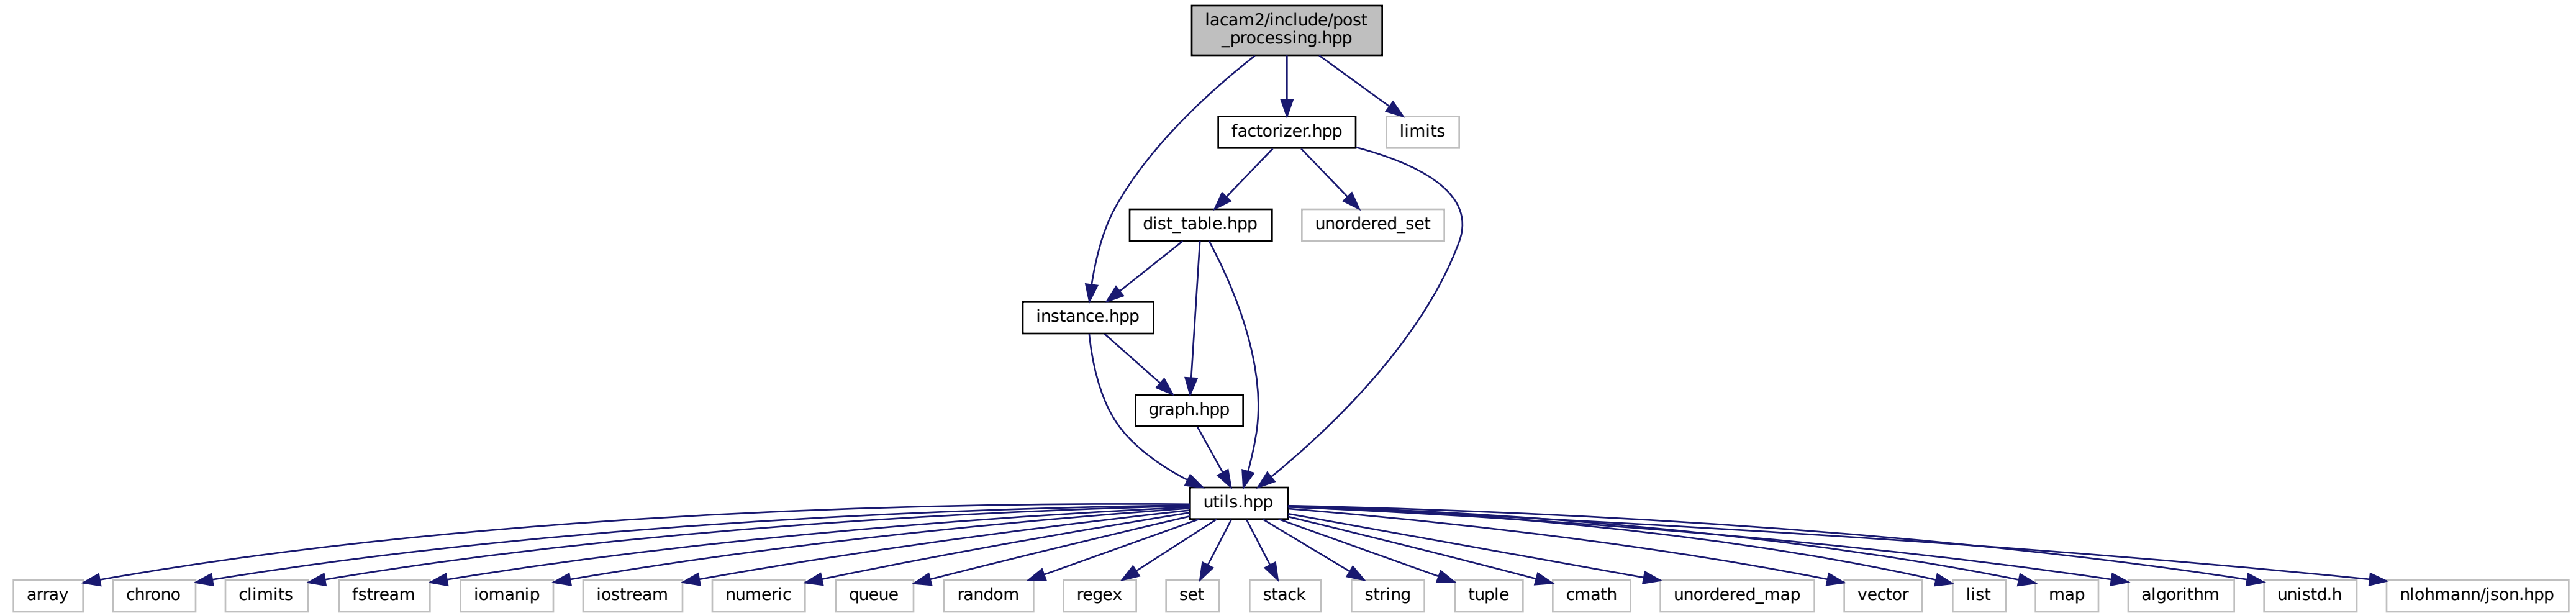 lacam2/include/post
_processing.hpp
factorizer.hpp
limits
dist_table.hpp
unordered_set
instance.hpp
graph.hpp
utils.hpp
array
chrono
climits
fstream
iomanip
iostream
numeric
queue
random
regex
set
stack
string
tuple
cmath
unordered_map
vector
list
map
algorithm
unistd.h
nlohmann/json.hpp